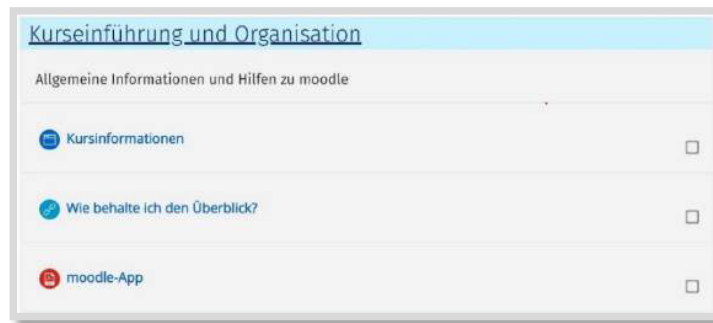 Kurseinführung und Organisation
Allgemeine Informationen und Hilfen zu moodle
Kursinformationen
Wie behalte ich den Überblick?
moodle-App